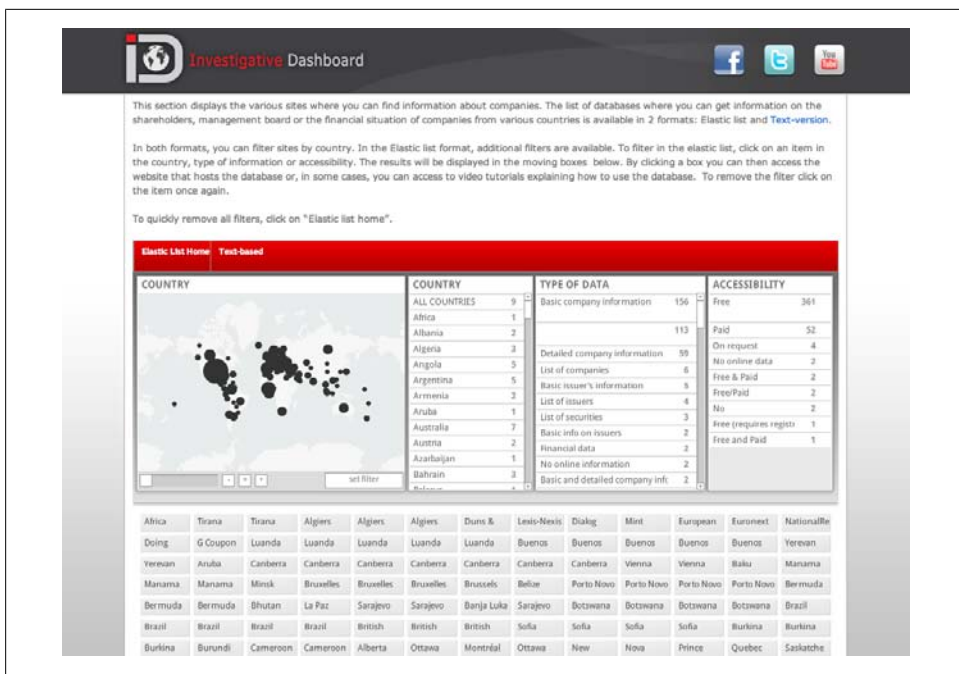 iD Investigative Dashboard
You Tube
This section displays the various sites where you can find information about companies. The list of databases where you can get information on the
shareholders, management board or the financial situation of companies from various countries is available in 2 formats: Elastic list and Text-version.
In both formats, you can filter sites by country. In the Elastic list format, additional filters are available. To filter in the elastic list, click on an item in
the country, type of information or accessibility. The results will be displayed in the moving boxes below. By clicking a box you can then access the
website that hosts the database or, in some cases, you can access to video tutorials explaining how to use the database. To remove the filter click on
the item once again.
To quickly remove all filters, click on "Elastic list home".
Elastic List Home Text-based
COUNTRY
set filter
COUNTRY
ALL COUNTRIES 9
Africa 1
Albania 2
Algeria 3
Angola 5
Argentina 5
Armenia 2
Aruba 1
Australia 7
Austria 2
Azarbaijan 1
Bahrain 3
TYPE OF DATA
Basic company information 156
113
Detailed company information 59
List of companies 6
Basic issuer's information 5
List of issuers 4
List of securities 3
Basic info on issuers 2
Financial data 2
No online information 2
Basic and detailed company info 2
ACCESSIBILITY
Free 361
Paid 52
On request 4
No online data 2
Free & Paid 2
Free/Paid 2
No 2
Free (requires registr 1
Free and Paid 1
Africa Tirana Tirana Algiers Algiers Algiers Duns & Lexis-Nexis Dialog Mint European Euronext NationalRe
Doing G Coupon Luanda Luanda Luanda Luanda Luanda Buenos Buenos Buenos Buenos Buenos Yerevan
Yerevan Aruba Canberra Canberra Canberra Canberra Canberra Canberra Canberra Vienna Vienna Baku Manama
Manama Manama Minsk Bruxelles Bruxelles Bruxelles Brussels Belize Porto Novo Porto Novo Porto Novo Porto Novo Bermuda
Bermuda Bermuda Bhutan La Paz Sarajevo Sarajevo Banja Luka Sarajevo Botswana Botswana Botswana Botswana Brazil
Brazil Brazil Brazil Brazil British British British Sofia Sofia Sofia Sofia Burkina Burkina
Burkina Burundi Cameroon Cameroon Alberta Ottawa Montréal Ottawa New Nova Prince Quebec Saskatche